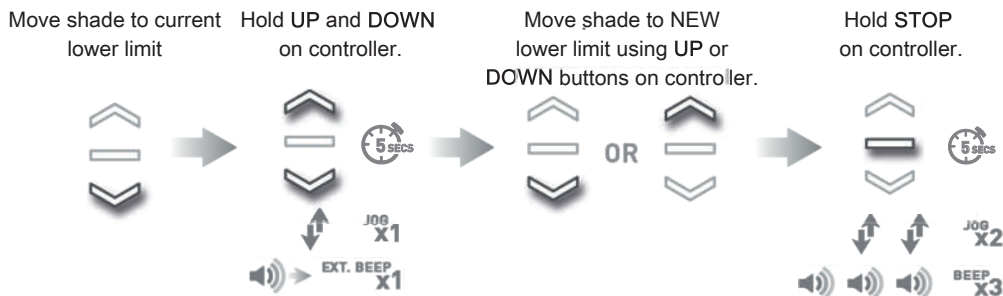 Move shade to current
lower limit
Hold UP and DOWN
on controller.
Move shade to NEW
lower limit using UP or
DOWN buttons on controller.
Hold STOP
on controller.
5 SECS
OR
5 SECS
JOG
X1
EXT. BEEP
X1
JOG
X2
BEEP
X3